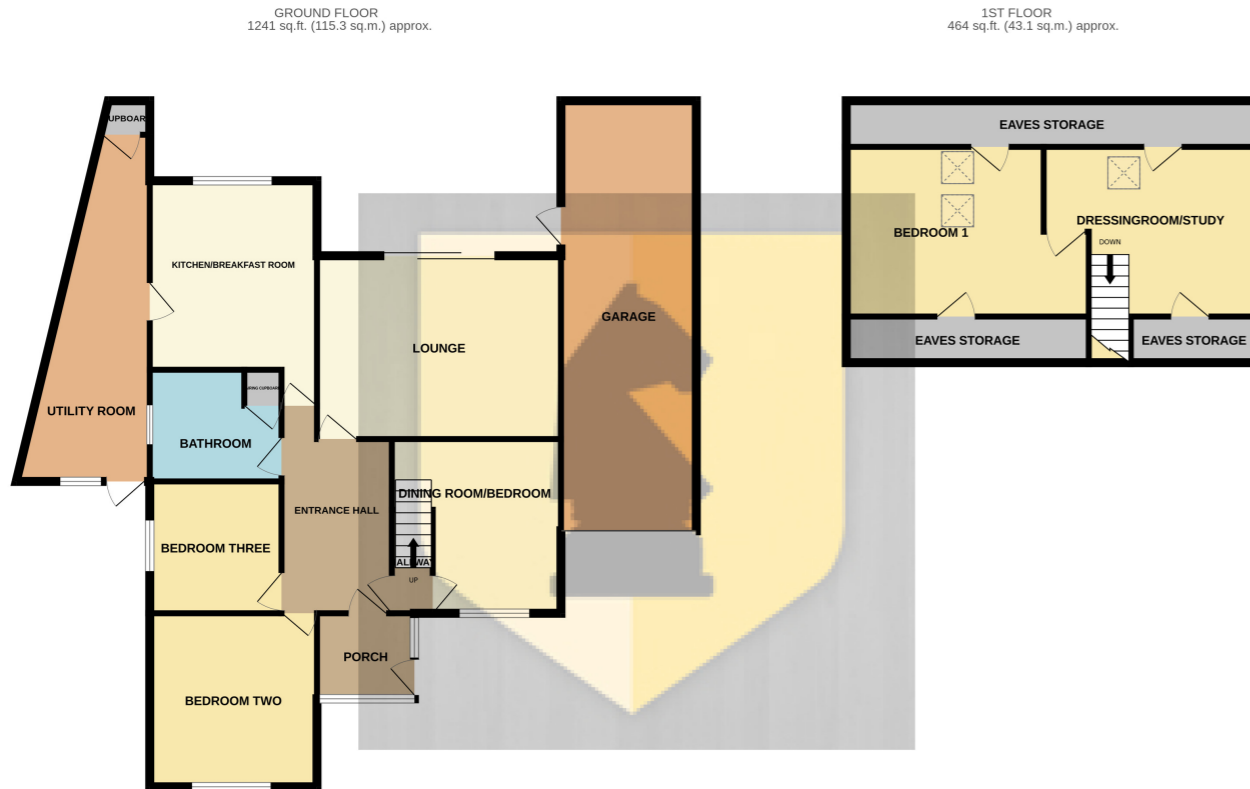 GROUND FLOOR
1241 sq.ft. (115.3 sq.m.) approx.
1ST FLOOR
464 sq.ft. (43.1 sq.m.) approx.
UPBOAR
EAVES STORAGE
DRESSINGROOM/STUDY
BEDROOM 1
DOWN
KITCHEN/BREAKFAST ROOM
GARAGE
LOUNGE
EAVES STORAGE
EAVES STORAGE
UTILITY ROOM
BATHROOM
DINING ROOM/BEDROOM
ENTRANCE HALL
BEDROOM THREE
UP
PORCH
BEDROOM TWO